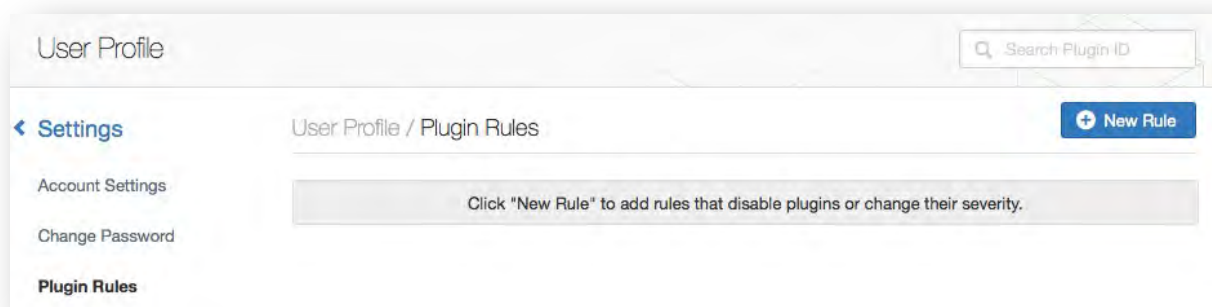 User Profile
Search Plugin ID
Settings
User Profile / Plugin Rules
New Rule
Account Settings
Click "New Rule" to add rules that disable plugins or change their severity.
Change Password
Plugin Rules